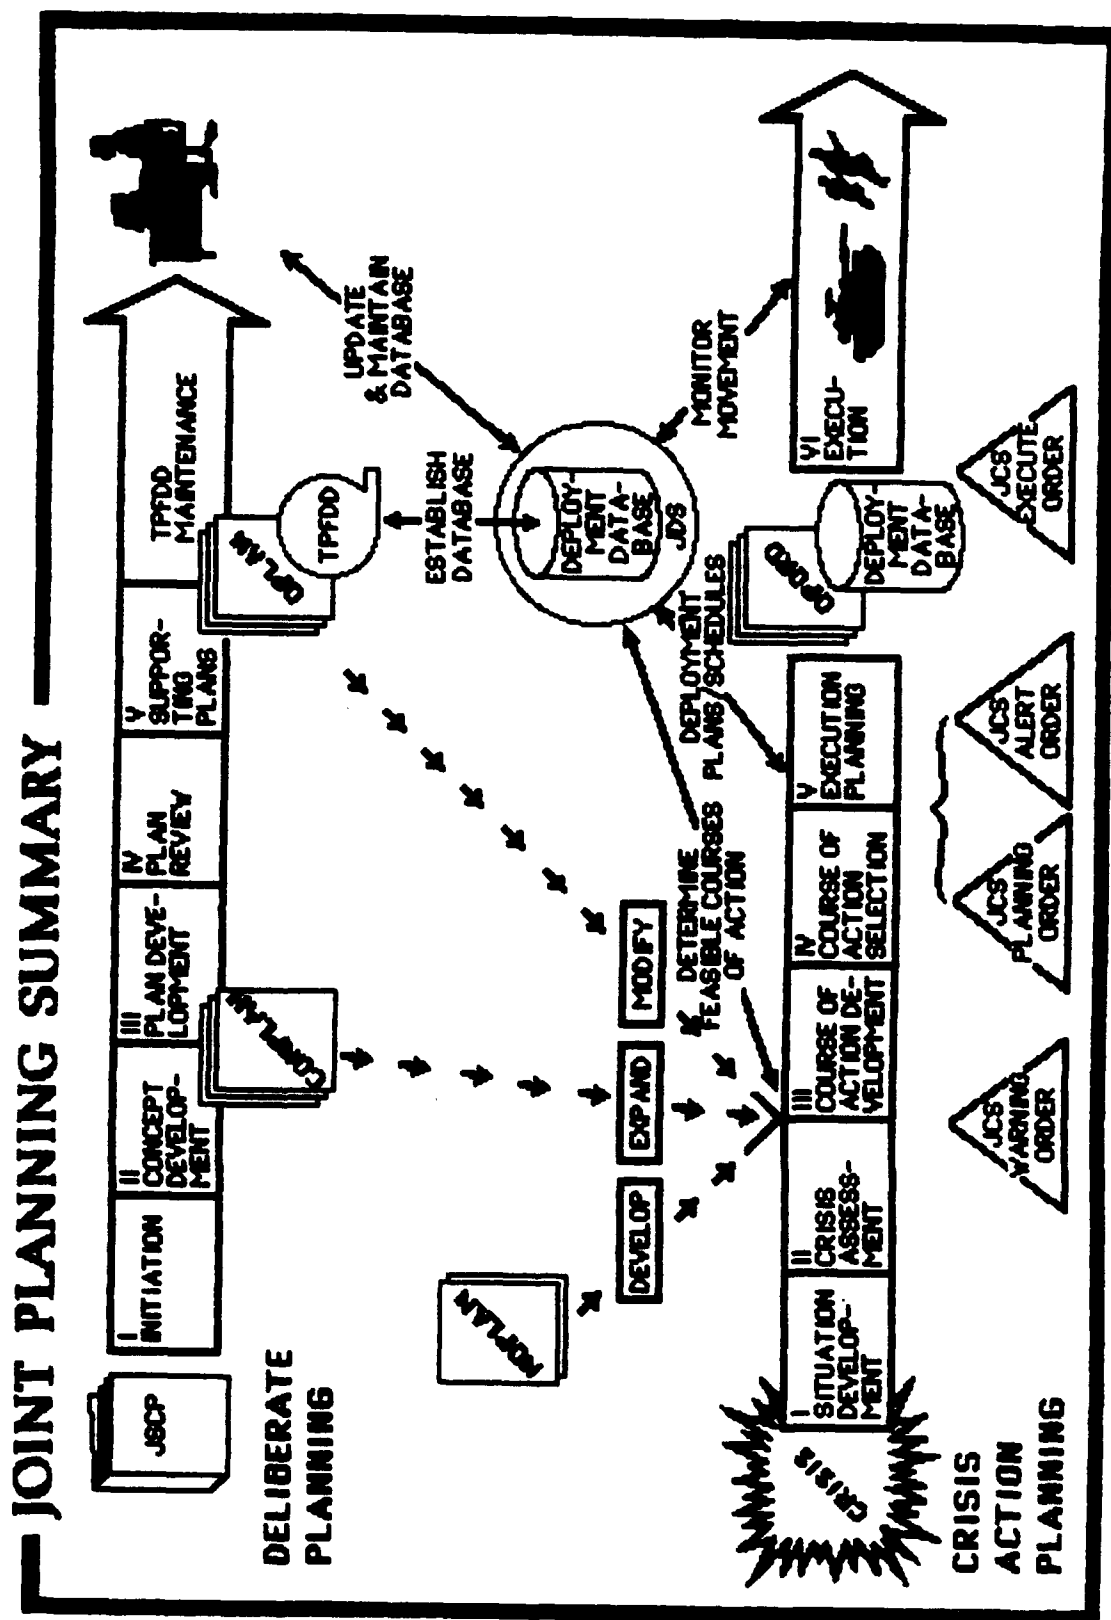 JOINT PLANNING SUMMARY
JSCP
I
INITIATION
II
CONCEPT
DEVELOP-
MENT
III
PLAN DEVE-
LOPMENT
IV
PLAN
REVIEW
V
SUPPOR-
TING
PLANS
TPFDD
MAINTENANCE
DELIBERATE
PLANNING
CONPLAN
OPLAN
TPFDD
UPDATE
& MAINTAIN
DATABASE
ESTABLISH
DATABASE
NOPLAN
DEVELOP
EXPAND
MODIFY
DEPLOY-
MENT
DATA-
BASE
JDS
DETERMINE
FEASIBLE COURSES
OF ACTION
DEPLOYMENT
PLANS/SCHEDULES
MONITOR
MOVEMENT
CRISIS
I
SITUATION
DEVELOP-
MENT
II
CRISIS
ASSESS-
MENT
III
COURSE OF
ACTION DE-
VELOPMENT
IV
COURSE OF
ACTION
SELECTION
V
EXECUTION
PLANNING
OPORD
DEPLOY-
MENT
DATA-
BASE
VI
EXECU-
TION
CRISIS
ACTION
PLANNING
JCS
WARNING
ORDER
JCS
PLANNING
ORDER
JCS
ALERT
ORDER
JCS
EXECUTE
ORDER